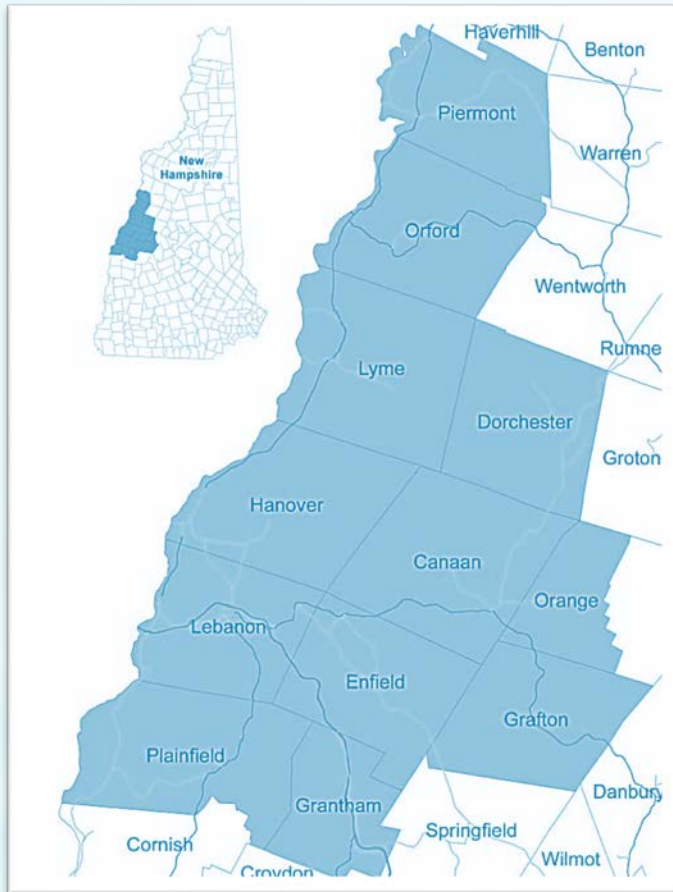 Haverhill
Benton
Piermont
New
Hampshire
Warren
Orford
Wentworth
Rumne
Lyme
Dorchester
Groton
Hanover
Canaan
Orange
Lebanon
Enfield
Grafton
Plainfield
Danbury
Grantham
Springfield
Cornish
Wilmot
Croydon